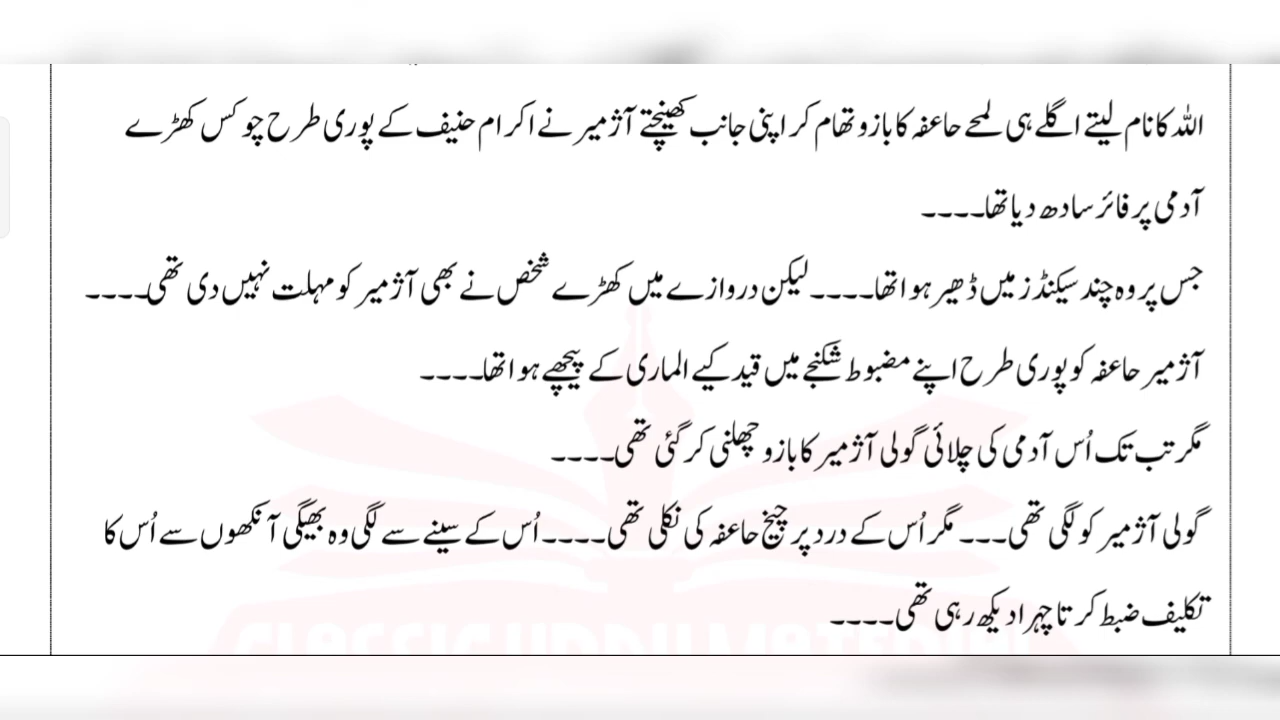 اللہ کا نام لیتے اگلے ہی لمحے حاعفہ کا بازو تھام کر اپنی جانب کھینچتے آژمیر نے اکرام حنیف کے پوری طرح چوکس کھڑے
آدمی پر فائر سادھ دیا تھا۔۔۔۔
جس پر وہ چند سیکنڈز میں ڈھیر ہوا تھا۔۔۔۔ لیکن دروازے میں کھڑے شخص نے بھی آژمیر کو مہلت نہیں دی تھی۔۔۔۔
آژمیر حاعفہ کو پوری طرح اپنے مضبوط شکنجے میں قید کیے الماری کے پیچھے ہوا تھا۔۔۔۔
مگر تب تک اُس آدمی کی چلائی گولی آژمیر کا بازو چھلنی کر گئی تھی۔۔۔۔
گولی آژمیر کو لگی تھی۔۔۔ مگر اُس کے درد پر چیخ حاعفہ کی نکلی تھی۔۔۔۔ اُس کے سینے سے لگی وہ بھیگی آنکھوں سے اُس کا
تکلیف ضبط کرتا چہرا دیکھ رہی تھی۔۔۔۔
CLASSIC URDU MATERIAL